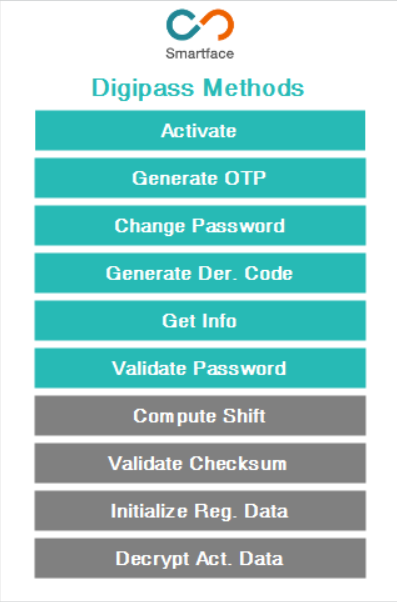 Smartface
Digipass Methods
Activate
Generate OTP
Change Password
Generate Der. Code
Get Info
Validate Password
Compute Shift
Validate Checksum
Initialize Reg. Data
Decrypt Act. Data